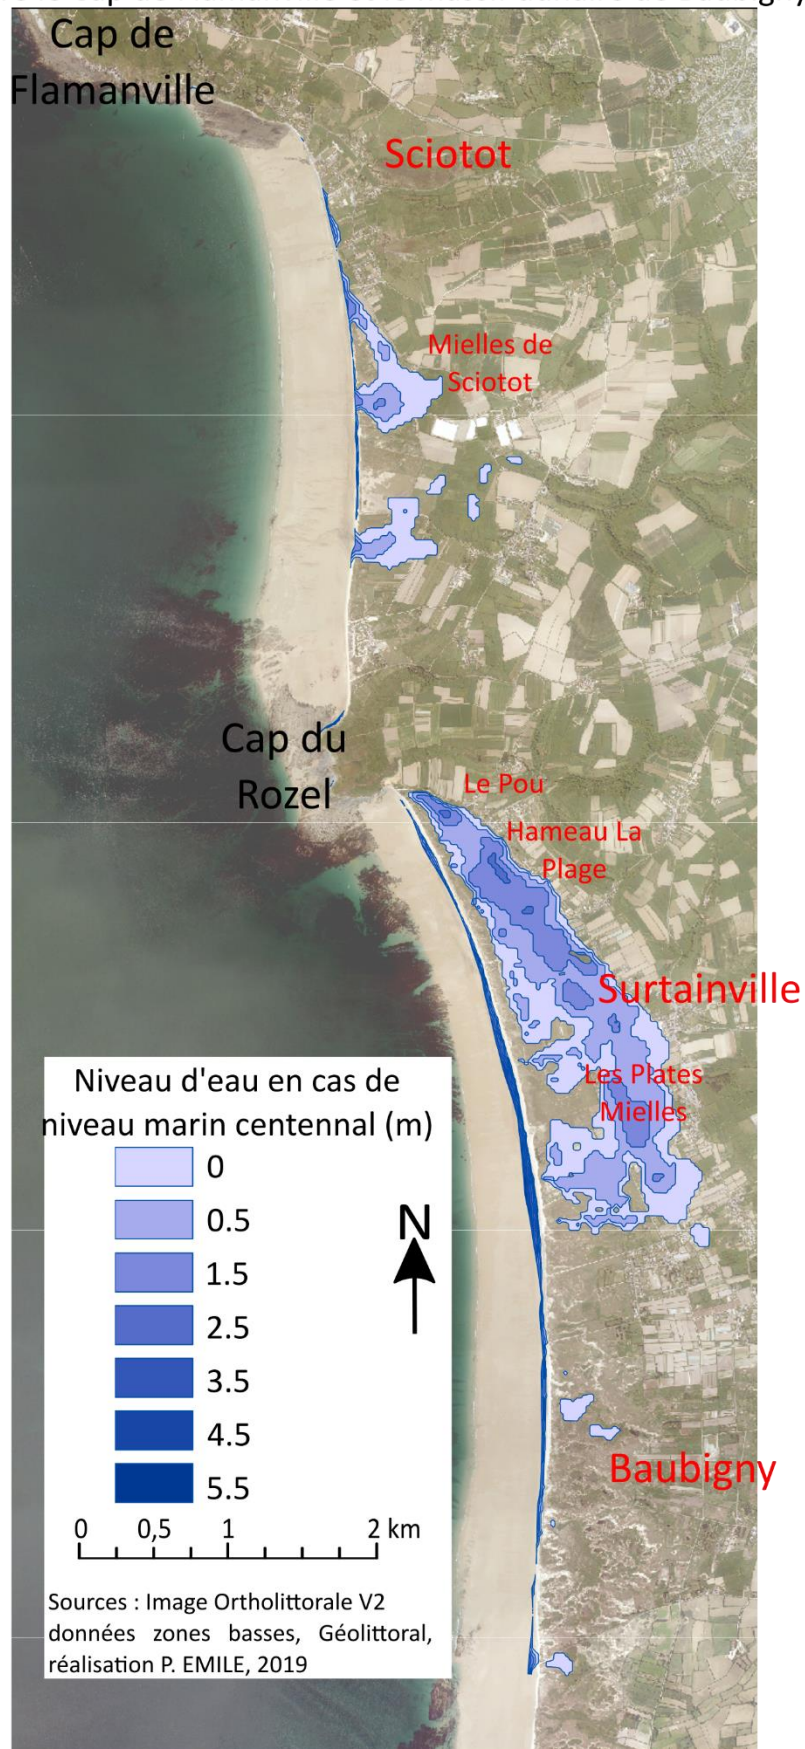 Cap de
Flamanville
Sciotot
Mielles de
Sciotot
Cap du
Rozel
Le Pou
Hameau La
Plage
Surtainville
Les Plates
Mielles
Niveau d'eau en cas de
niveau marin centennal (m)
0
0.5
1.5
2.5
3.5
4.5
5.5
N
0 0,5 1 2 km
Baubigny
Sources : Image Ortholittorale V2
données zones basses, Géolittoral,
réalisation P. EMILE, 2019